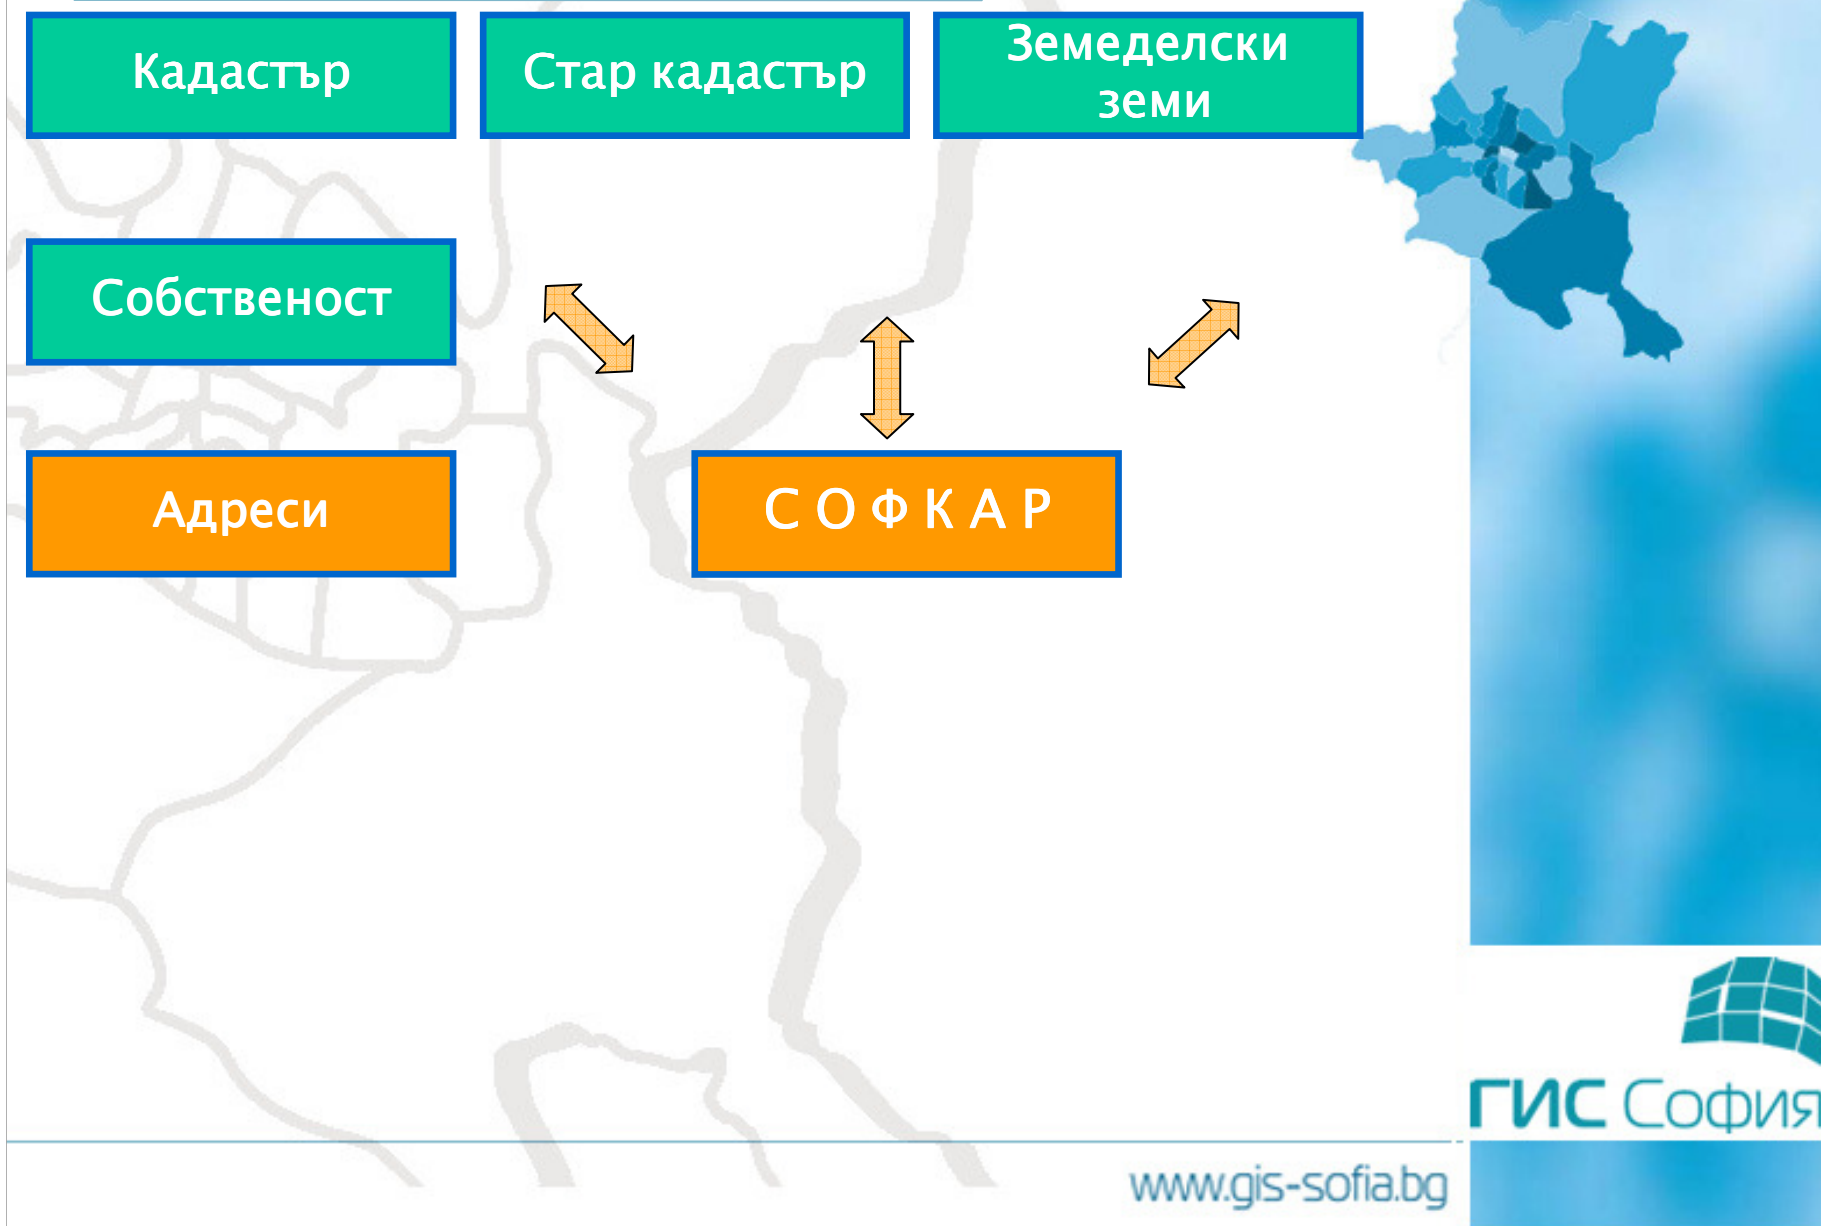 Кадастър
Стар кадастър
Земеделски
земи
Собственост
Адреси
С О Ф К А Р
ГИС София
www.gis-sofia.bg